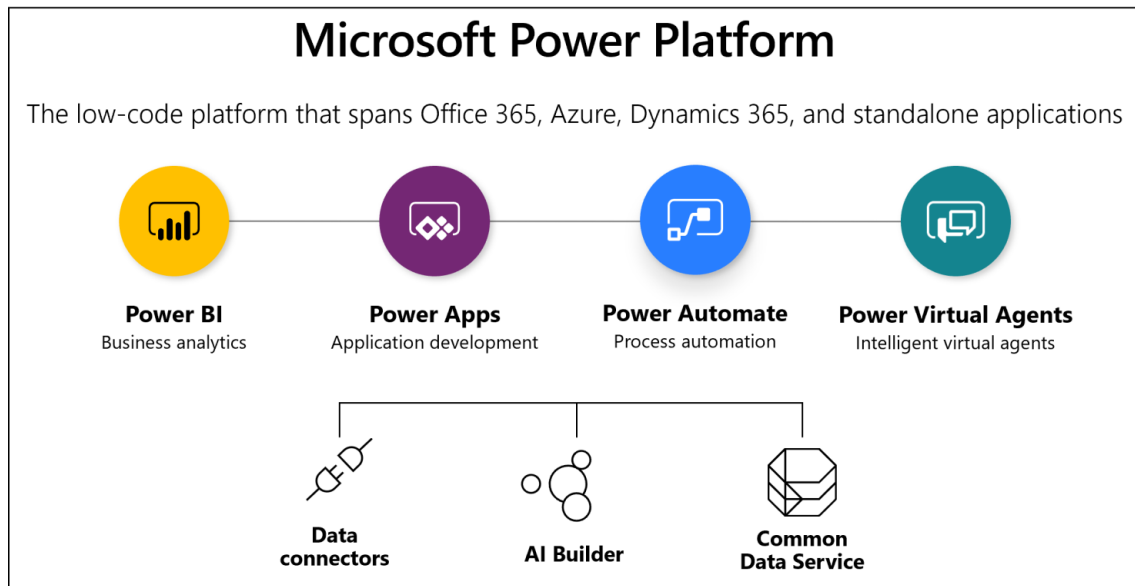 Microsoft Power Platform
The low-code platform that spans Office 365, Azure, Dynamics 365, and standalone applications
Power BI
Business analytics
Power Apps
Application development
Power Automate
Process automation
Power Virtual Agents
Intelligent virtual agents
Data
connectors
AI Builder
Common
Data Service